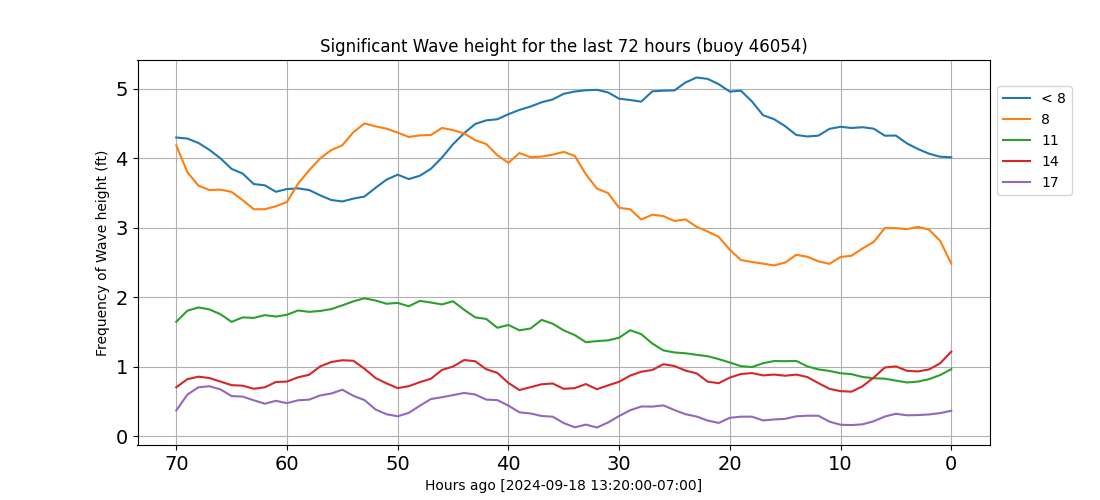 Significant Wave height for the last 72 hours (buoy 46054)
Frequency of Wave height (ft)
5
4
3
2
1
0
70 60 50 40 30 20 10 0
Hours ago [2024-09-18 13:20:00-07:00]
< 8
8
11
14
17